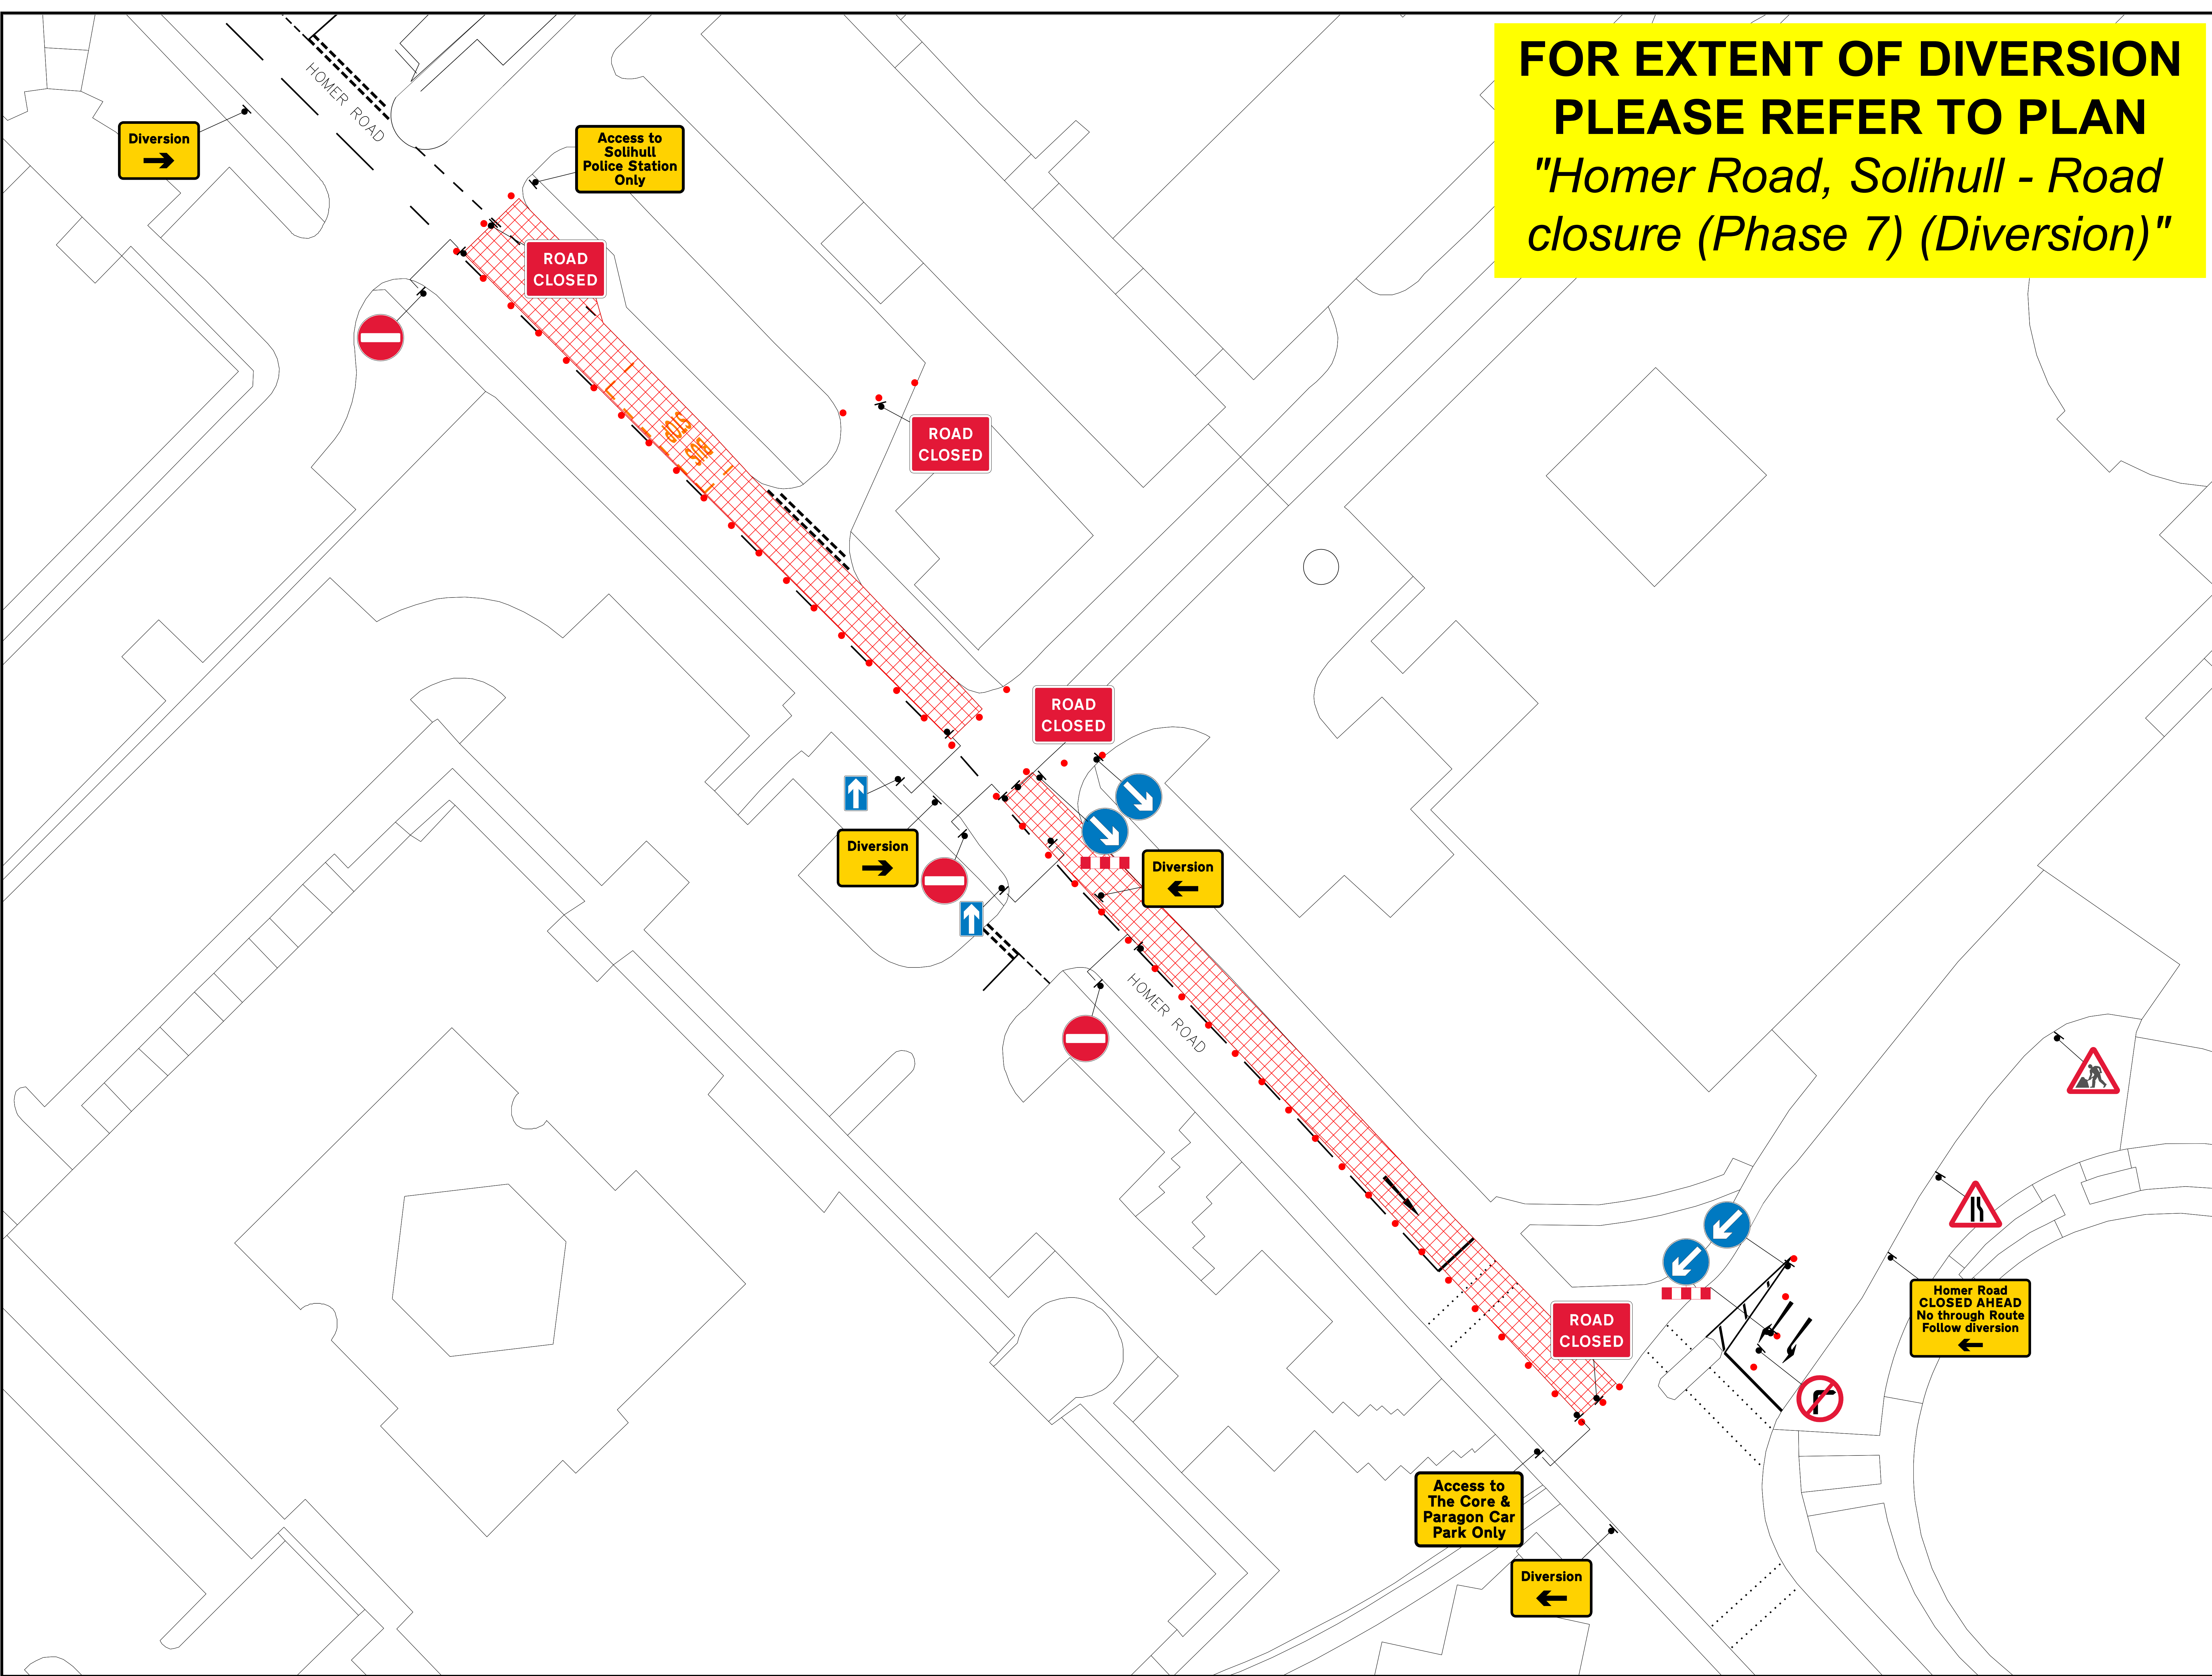 FOR EXTENT OF DIVERSION
PLEASE REFER TO PLAN
"Homer Road, Solihull - Road
closure (Phase 7) (Diversion)"
HOMER ROAD
Diversion
Access to
Solihull
Police Station
Only
ROAD
CLOSED
BUS
STOP
ROAD
CLOSED
ROAD
CLOSED
Diversion
Diversion
HOMER ROAD
Homer Road
CLOSED AHEAD
No through Route
Follow diversion
ROAD
CLOSED
Access to
The Core &
Paragon Car
Park Only
Diversion